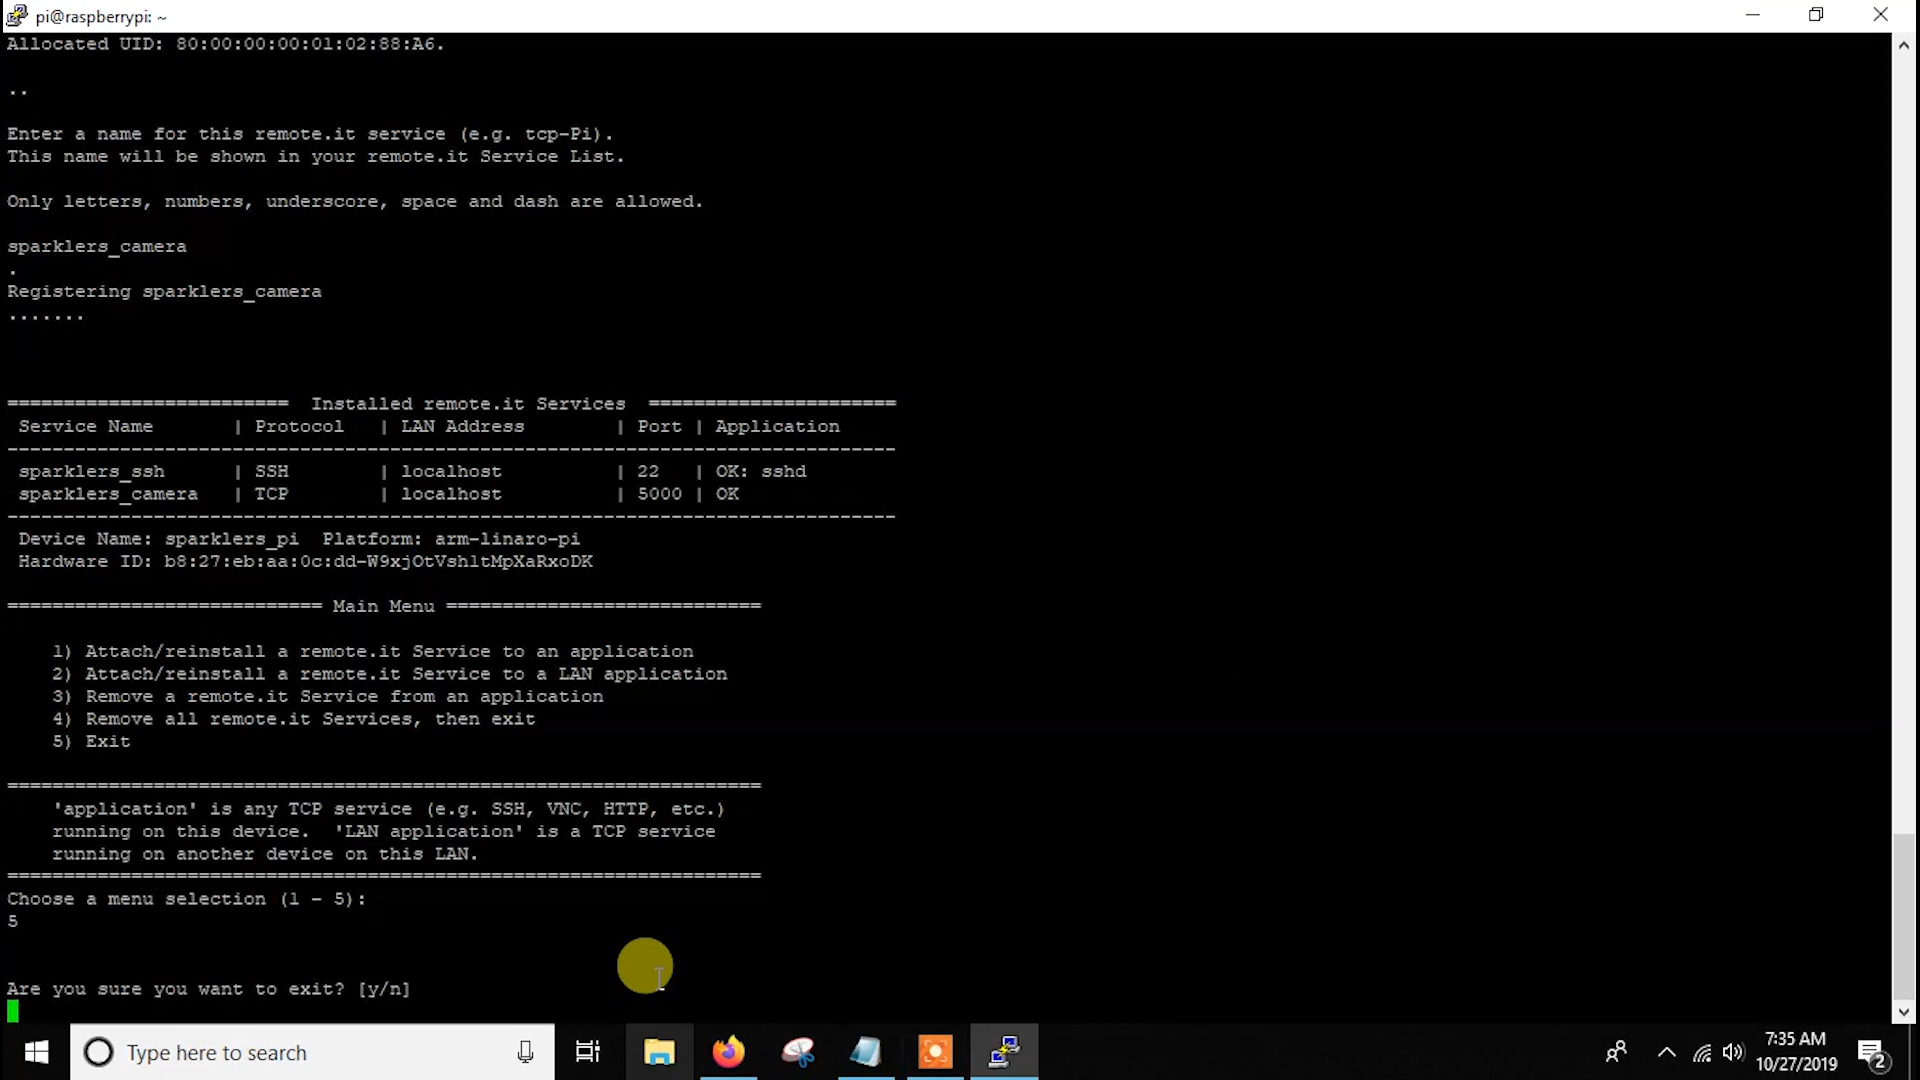 pi@raspberrypi: ~
Allocated UID: 80:00:00:00:01:02:88:A6.
..
Enter a name for this remote.it service (e.g. tcp-Pi).
This name will be shown in your remote.it Service List.
Only letters, numbers, underscore, space and dash are allowed.
sparklers_camera
.
Registering sparklers_camera
.......
========================= Installed remote.it Services ======================
Service Name | Protocol | LAN Address | Port | Application
-------------------------------------------------------------------------------
sparklers_ssh | SSH | localhost | 22 | OK: sshd
sparklers_camera | TCP | localhost | 5000 | OK
-------------------------------------------------------------------------------
Device Name: sparklers_pi Platform: arm-linaro-pi
Hardware ID: b8:27:eb:aa:0c:dd-W9xjOtVsh1tMpXaRxoDK
============================ Main Menu ============================
1) Attach/reinstall a remote.it Service to an application
2) Attach/reinstall a remote.it Service to a LAN application
3) Remove a remote.it Service from an application
4) Remove all remote.it Services, then exit
5) Exit
===================================================================
'application' is any TCP service (e.g. SSH, VNC, HTTP, etc.)
running on this device. 'LAN application' is a TCP service
running on another device on this LAN.
===================================================================
Choose a menu selection (1 - 5):
5
Are you sure you want to exit? [y/n]
Type here to search
7:35 AM
10/27/2019
2